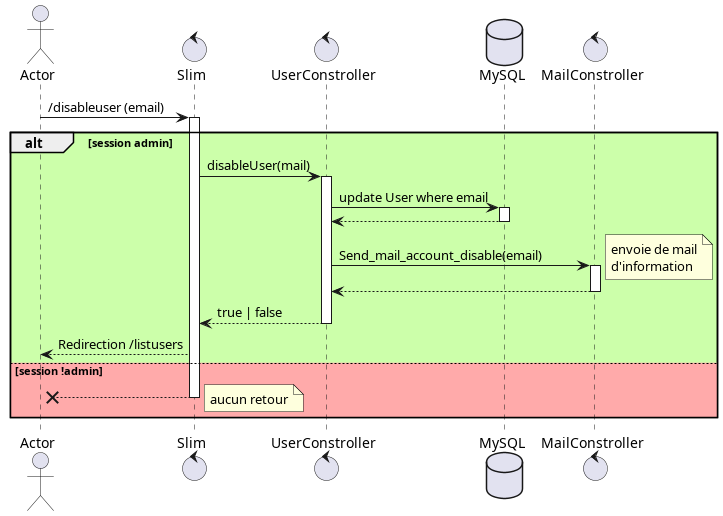 Actor
Slim
UserConstroller
MySQL
MailConstroller
/disableuser (email)
alt
[session admin]
disableUser(mail)
update User where email
Send_mail_account_disable(email)
envoie de mail
d'information
true | false
Redirection /listusers
[session !admin]
aucun retour
Actor
Slim
UserConstroller
MySQL
MailConstroller